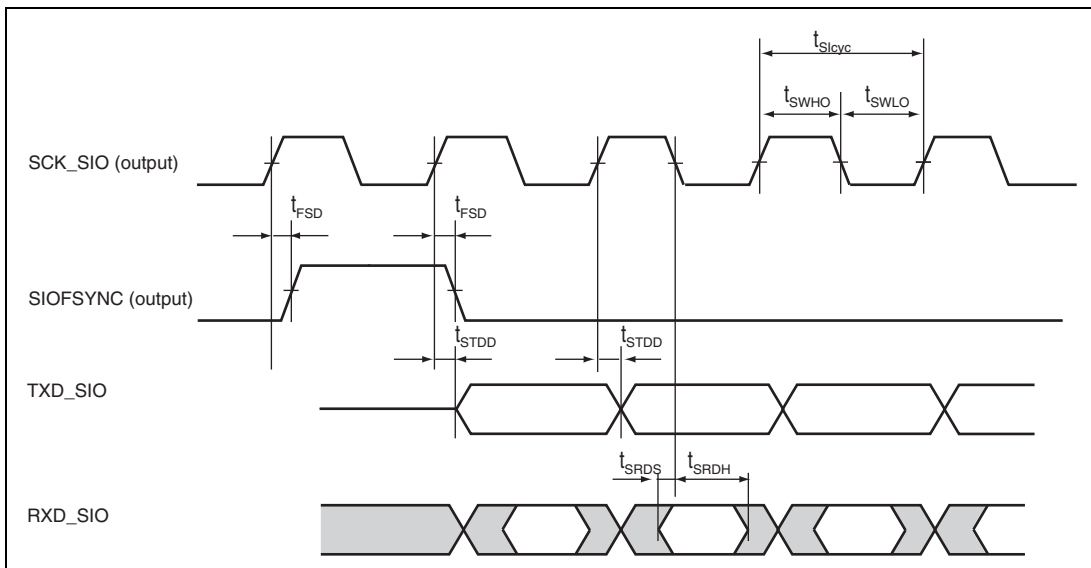 tSIcyc
tSWHO tSWLO
SCK_SIO (output)
tFSD tFSD
SIOFSYNC (output)
tSTDD tSTDD
TXD_SIO
tSRDS tSRDH
RXD_SIO